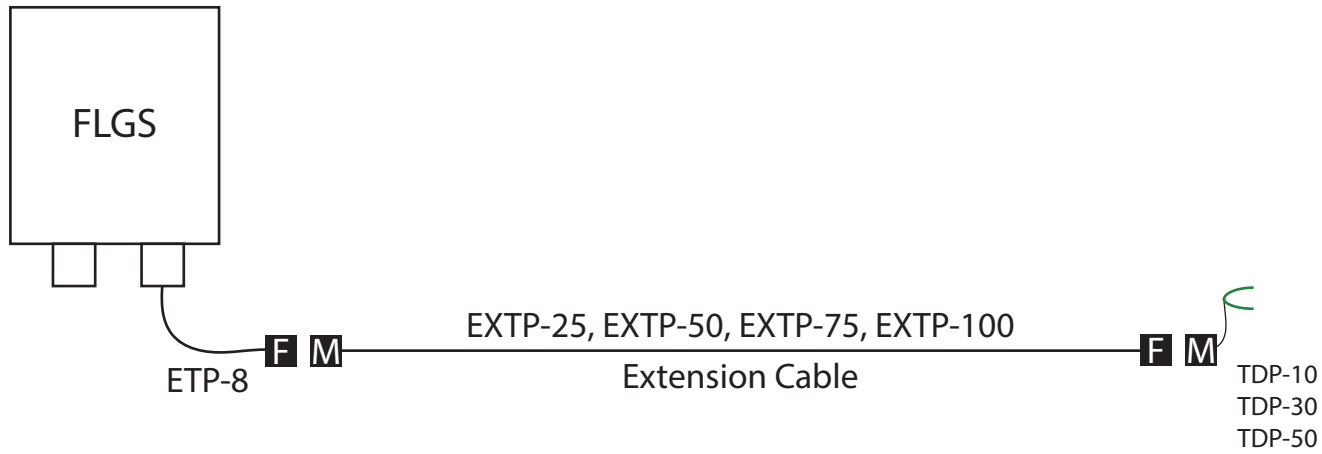 FLGS
EXTP-25, EXTP-50, EXTP-75, EXTP-100
F M
F M
ETP-8
Extension Cable
TDP-10
TDP-30
TDP-50